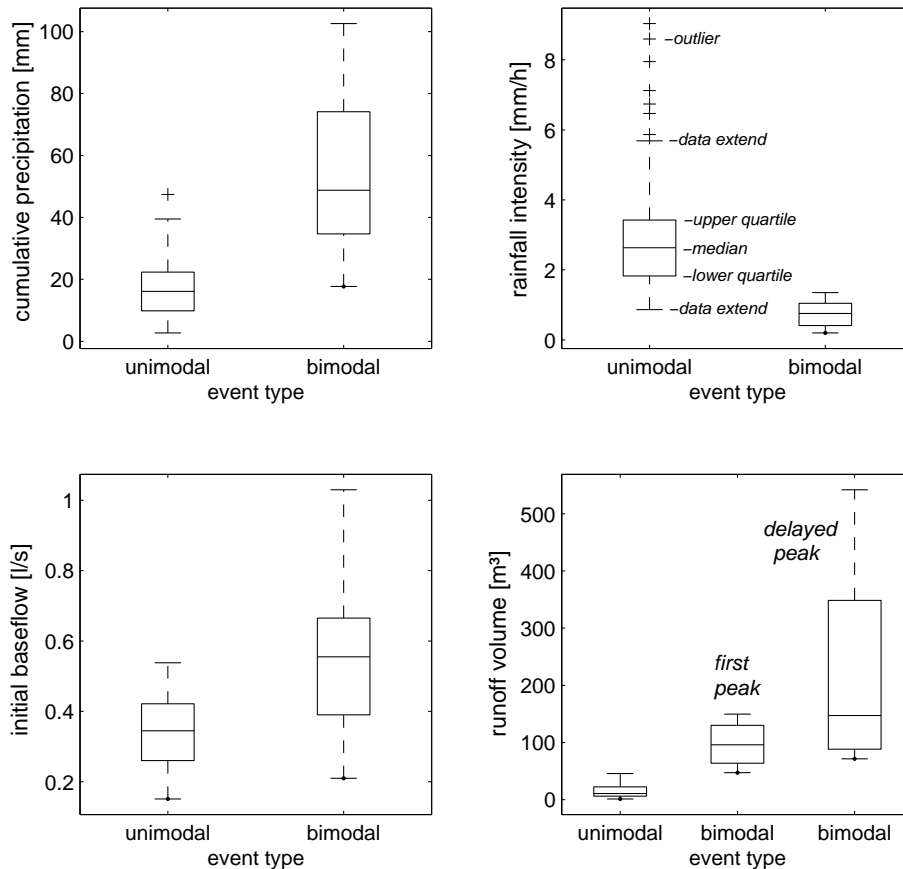 cumulative precipitation [mm]
100
80
60
40
20
0
unimodal bimodal
event type
rainfall intensity [mm/h]
8
6
4
2
0
–outlier
–data extend
–upper quartile
–median
–lower quartile
–data extend
unimodal bimodal
event type
initial baseflow [l/s]
1
0.8
0.6
0.4
0.2
unimodal bimodal
event type
runoff volume [m³]
500
400
300
200
100
0
delayed
peak
first
peak
unimodal bimodal bimodal
event type